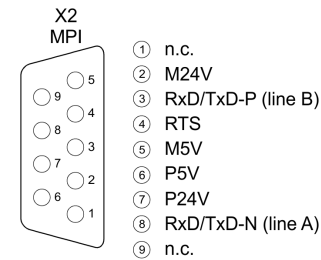 X2
MPI
5
9
4
8
3
7
2
6
1
1 n.c.
2 M24V
3 RxD/TxD-P (line B)
4 RTS
5 M5V
6 P5V
7 P24V
8 RxD/TxD-N (line A)
9 n.c.